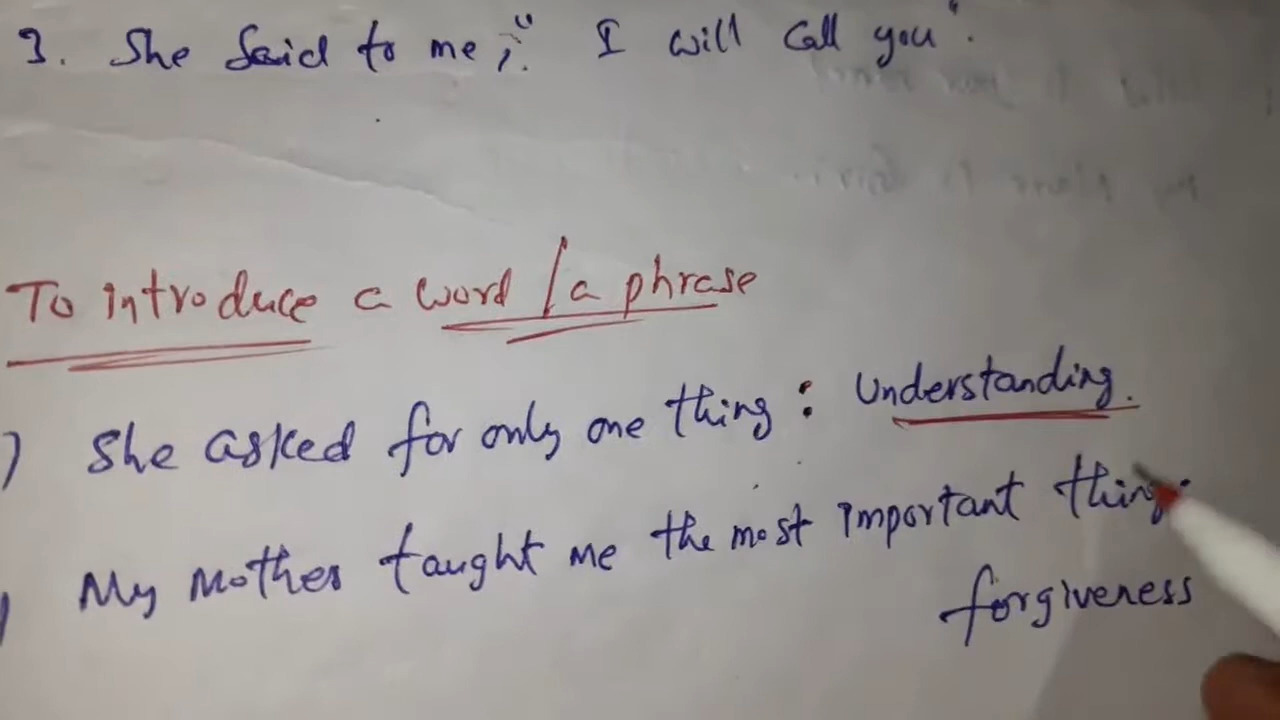 3. She Said to me; " I will Call you".
To introduce a word / a phrase
) She asked for only one thing : Understanding.
) My Mother taught me the most important thing:
forgiveness